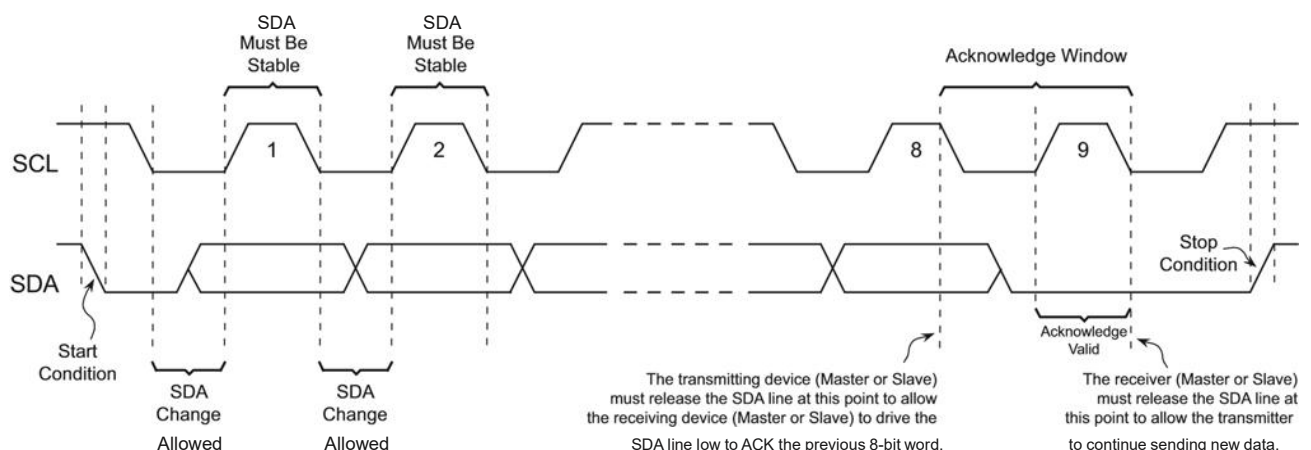 SDA
Must Be
Stable
SDA
Must Be
Stable
Acknowledge Window
SCL
1
2
8
9
SDA
Stop
Condition
Start
Condition
Acknowledge
Valid
SDA
Change
Allowed
SDA
Change
Allowed
The transmitting device (Master or Slave)
must release the SDA line at this point to allow
the receiving device (Master or Slave) to drive the
SDA line low to ACK the previous 8-bit word.
The receiver (Master or Slave)
must release the SDA line at
this point to allow the transmitter
to continue sending new data.